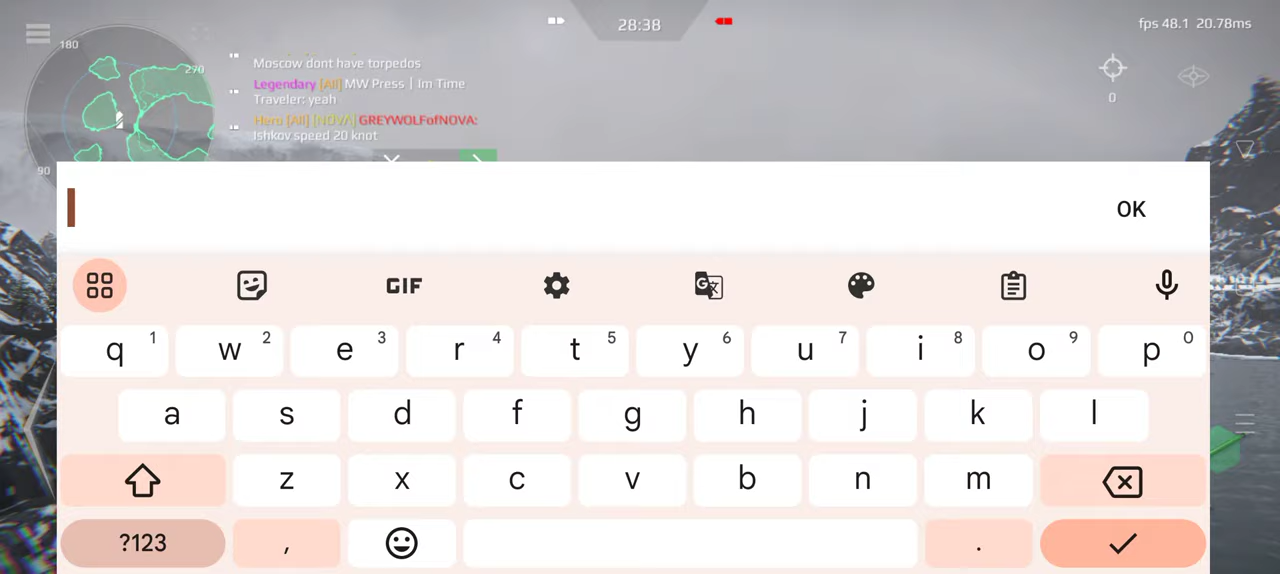 28:38
fps 48.1 20.78ms
180
270
Moscow dont have torpedos
Legendary [All] MW Press | Im Time
Traveler: yeah
Hero [All] [NOVA] GREYWOLFofNOVA:
Ishkov speed 20 knot
0
90
OK
GIF
q 1 w 2 e 3 r 4 t 5 y 6 u 7 i 8 o 9 p 0
a s d f g h j k l
z x c v b n m
?123 , .